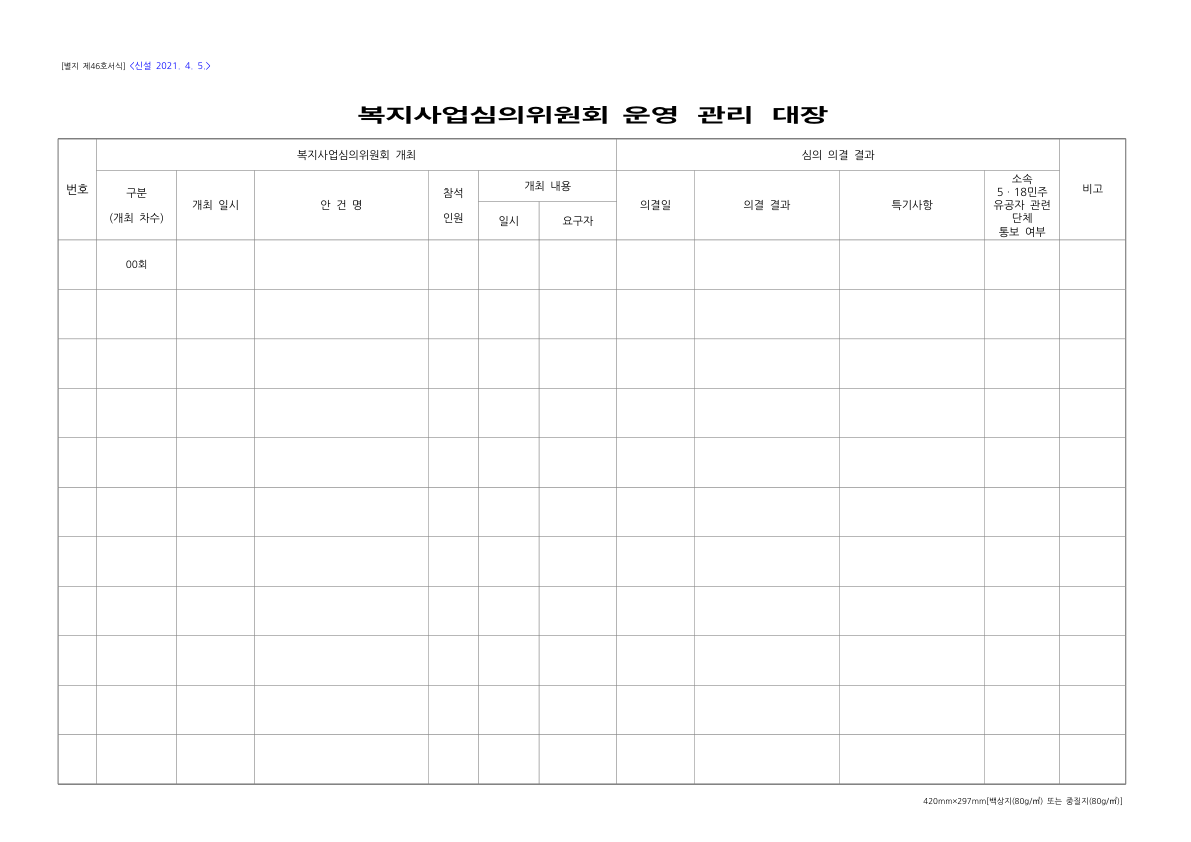 [별지 제46호서식] <신설 2021. 4. 5.>
복지사업심의위원회 운영 관리 대장
번호
복지사업심의위원회 개최
심의 의결 결과
비고
구분
(개최 차수)
개최 일시
안 건 명
참석
인원
개최 내용
일시
요구자
의결일
의결 결과
특기사항
소속
5ㆍ18민주
유공자 관련
단체
통보 여부
00회
420mm×297mm[백상지(80g/㎡) 또는 중질지(80g/㎡)]